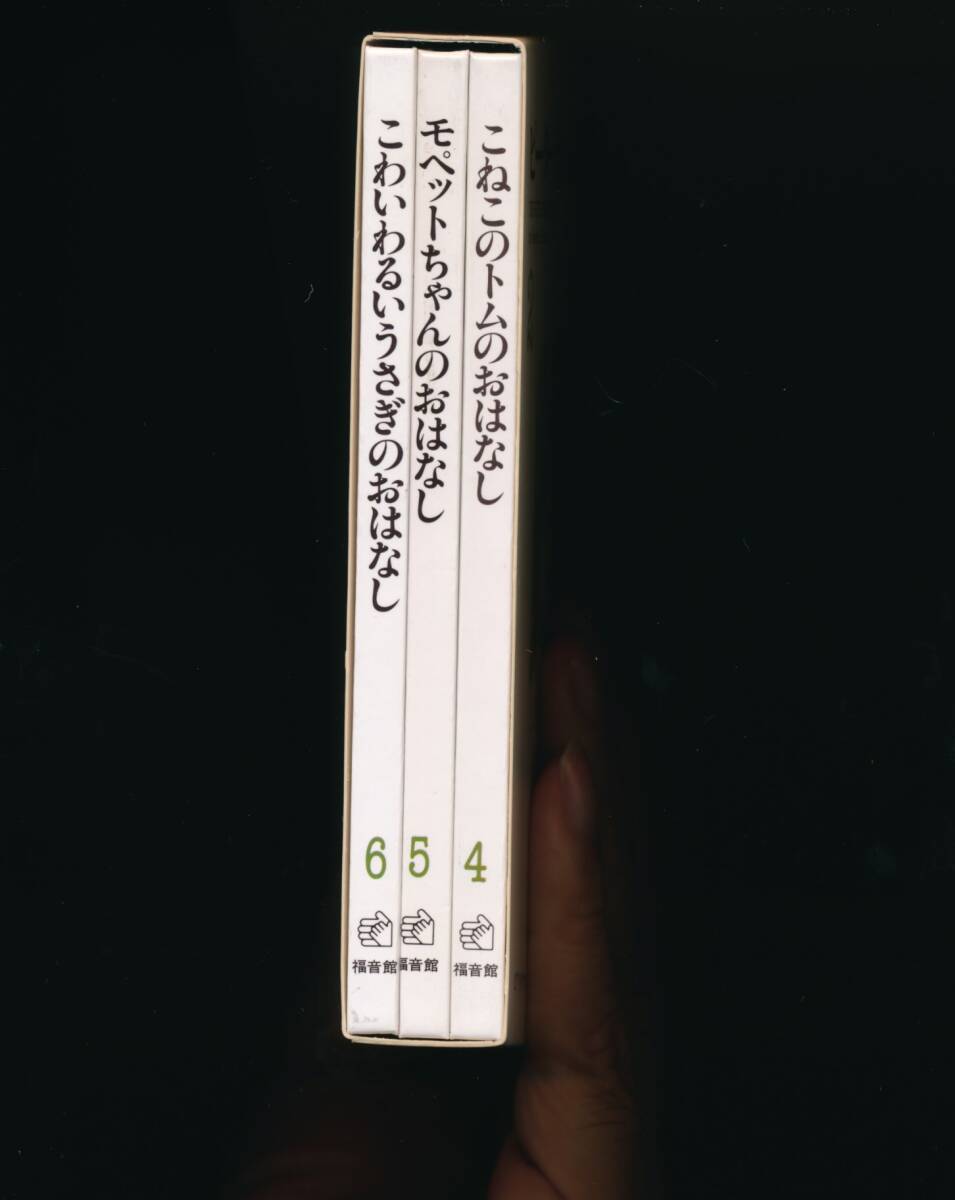 こねこのトムのおはなし
4
福音館
モペットちゃんのおはなし
5
福音館
こわいわるいうさぎのおはなし
6
福音館